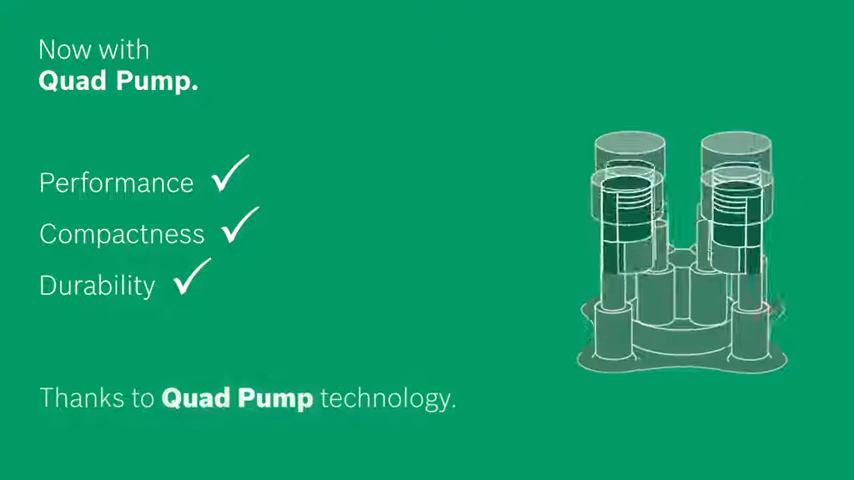 Now with
Quad Pump.
Performance ✓
Compactness ✓
Durability ✓
Thanks to Quad Pump technology.